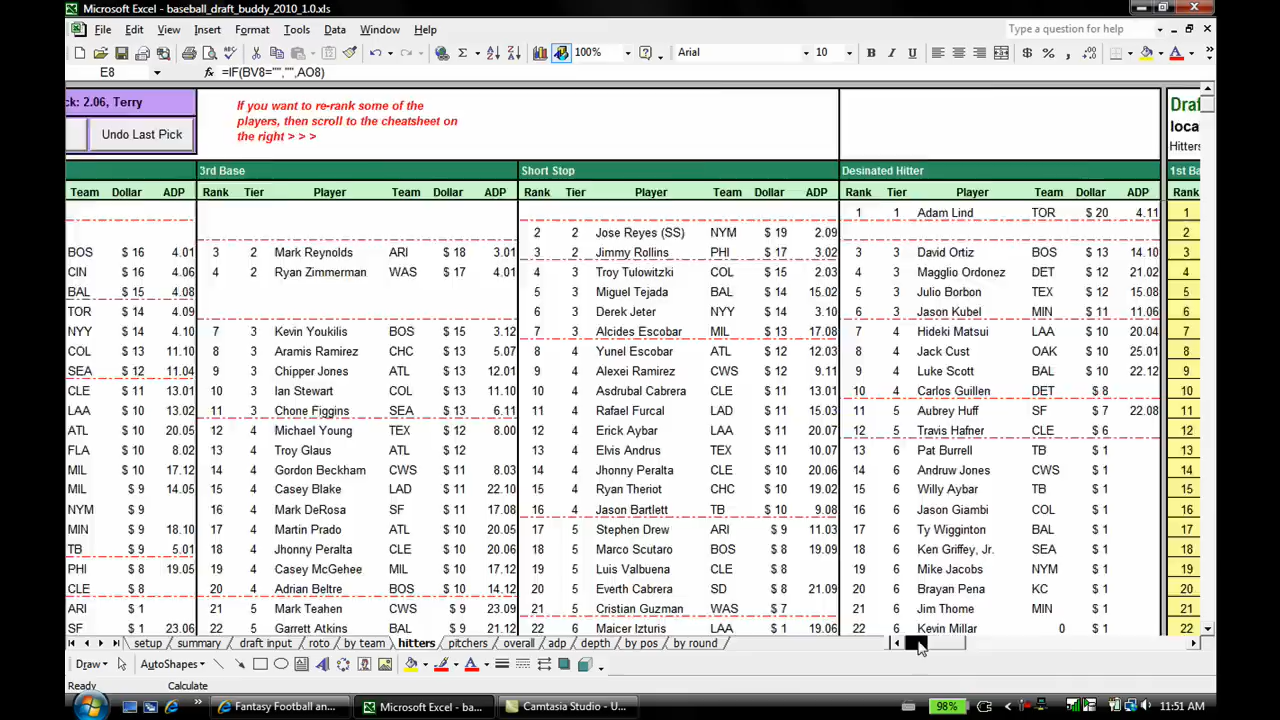 Microsoft Excel - baseball_draft_buddy_2010_1.0.xls
File Edit View Insert Format Tools Data Window Help Type a question for help
100% Arial 10 B I U $ %
E8 fx =IF(BV8="","",AO8)
ck: 2.06, Terry
Undo Last Pick
If you want to re-rank some of the
players, then scroll to the cheatsheet on
the right > > >
Draf
loca
Hitters
3rd Base Short Stop Desinated Hitter 1st Ba
Team Dollar ADP Rank Tier Player Team Dollar ADP Rank Tier Player Team Dollar ADP Rank Tier Player Team Dollar ADP Rank
1 1 Adam Lind TOR $ 20 4.11 1
2 2 Jose Reyes (SS) NYM $ 19 2.09 2
BOS $ 16 4.01 3 2 Mark Reynolds ARI $ 18 3.01 3 2 Jimmy Rollins PHI $ 17 3.02 3 3 David Ortiz BOS $ 13 14.10 3
CIN $ 16 4.06 4 2 Ryan Zimmerman WAS $ 17 4.01 4 3 Troy Tulowitzki COL $ 15 2.03 4 3 Magglio Ordonez DET $ 12 21.02 4
BAL $ 15 4.08 5 3 Miguel Tejada BAL $ 14 15.02 5 3 Julio Borbon TEX $ 12 15.08 5
TOR $ 14 4.09 6 3 Derek Jeter NYY $ 14 3.10 6 3 Jason Kubel MIN $ 12 11.06 6
NYY $ 14 4.10 7 3 Kevin Youkilis BOS $ 15 3.12 7 3 Alcides Escobar MIL $ 13 17.08 7 4 Hideki Matsui LAA $ 10 20.04 7
COL $ 15 11.10 8 3 Aramis Ramirez CHC $ 13 5.07 8 4 Yunel Escobar ATL $ 12 12.03 8 4 Jack Cust OAK $ 10 25.01 8
SEA $ 12 11.04 9 3 Chipper Jones ATL $ 13 12.01 9 4 Alexei Ramirez CWS $ 12 9.11 9 4 Luke Scott BAL $ 10 22.12 9
CLE $ 11 13.01 10 3 Ian Stewart COL $ 13 11.10 10 4 Asdrubal Cabrera CLE $ 11 13.01 10 4 Carlos Guillen DET $ 8 10
LAA $ 10 13.02 11 3 Chone Figgins SEA $ 13 6.11 11 4 Rafael Furcal LAD $ 11 15.03 11 5 Aubrey Huff SF $ 7 22.08 11
ATL $ 10 20.05 12 4 Michael Young TEX $ 12 8.00 12 4 Erick Aybar LAA $ 11 20.07 12 5 Travis Hafner CLE $ 6 12
FLA $ 10 8.02 13 4 Troy Glaus ATL $ 12 13 4 Elvis Andrus TEX $ 11 10.07 13 6 Pat Burrell TB $ 1 13
MIL $ 10 17.12 14 4 Gordon Beckham CWS $ 11 8.03 14 4 Jhonny Peralta CLE $ 10 20.06 14 6 Andruw Jones CWS $ 1 14
MIL $ 9 14.05 15 4 Casey Blake LAD $ 11 22.10 15 4 Ryan Theriot CHC $ 10 19.02 15 6 Willy Aybar TB $ 1 15
NYM $ 9 16 4 Mark DeRosa SF $ 11 17.08 16 4 Jason Bartlett TB $ 10 9.08 16 6 Jason Giambi COL $ 1 16
MIN $ 9 18.10 17 4 Martin Prado ATL $ 10 20.05 17 5 Stephen Drew ARI $ 9 11.03 17 6 Ty Wigginton BAL $ 1 17
TB $ 9 5.01 18 4 Jhonny Peralta CLE $ 10 20.06 18 5 Marco Scutaro BOS $ 8 19.09 18 6 Ken Griffey, Jr. SEA $ 1 18
PHI $ 8 19.05 19 4 Casey McGehee MIL $ 10 17.12 19 5 Luis Valbuena CLE $ 8 19 6 Mike Jacobs NYM $ 1 19
CLE $ 8 20 4 Adrian Beltre BOS $ 10 14.12 20 5 Everth Cabrera SD $ 8 21.09 20 6 Brayan Pena KC $ 1 20
ARI $ 1 21 5 Mark Teahen CWS $ 9 23.09 21 5 Cristian Guzman WAS $ 7 21 6 Jim Thome MIN $ 1 21
SF $ 1 23.06 22 5 Garrett Atkins BAL $ 9 21.12 22 6 Maicer Izturis LAA $ 1 19.06 22 6 Kevin Millar 0 $ 1 22
setup summary draft input roto by team hitters pitchers overall adp depth by pos by round
Draw AutoShapes
Ready Calculate
Fantasy Football an... Microsoft Excel - ba... Camtasia Studio - U... 98% 11:51 AM